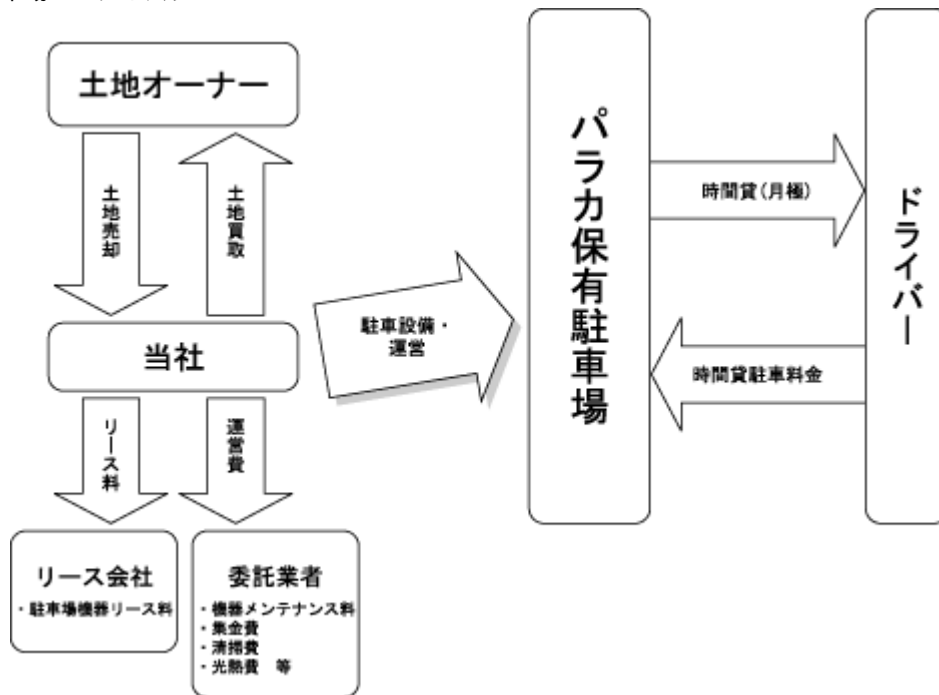 土地オーナー
土地売却
土地買取
当社
リース料
運営費
リース会社
・駐車場機器リース料
委託業者
・機器メンテナンス料
・集金費
・清掃費
・光熱費　等
駐車設備・
運営
パラカ保有駐車場
時間貸(月極)
時間貸駐車料金
ドライバー